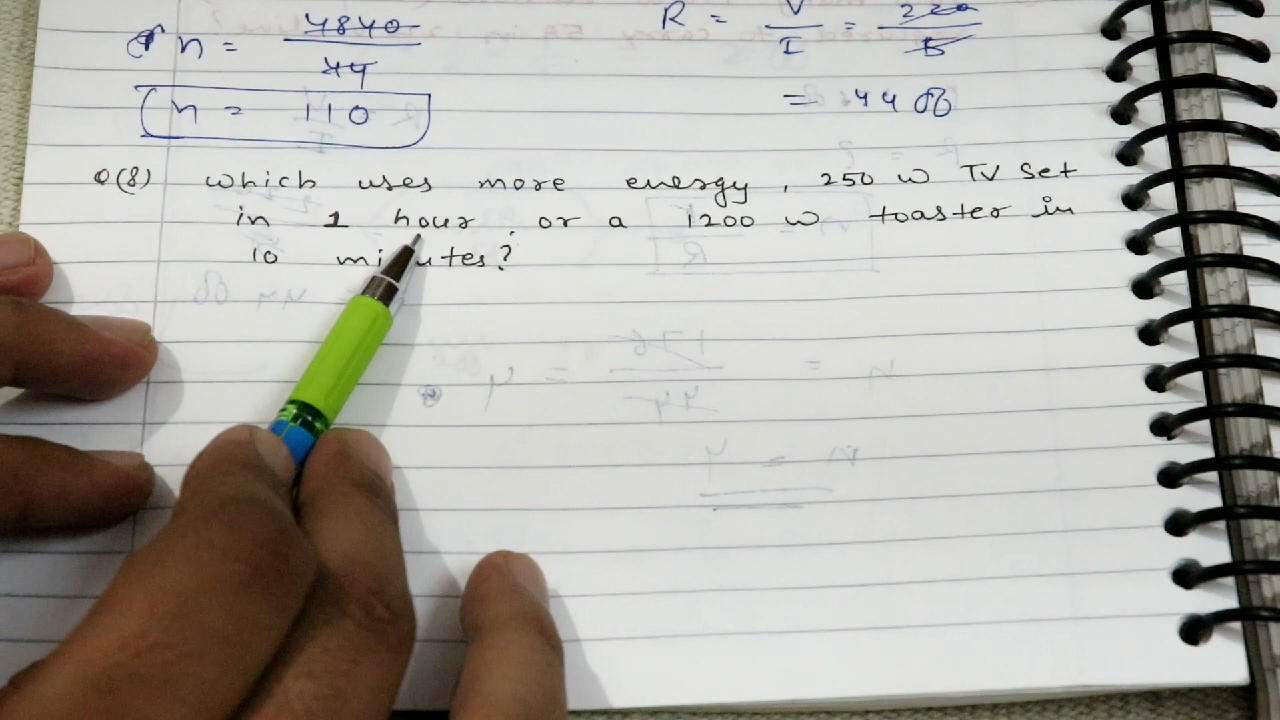 n = 4840
44
n = 110
R = V = 220
I 5
= 44 Ω
Q(8) which uses more energy, 250 W TV Set
in 1 hour, or a 1200 W toaster in
10 minutes?